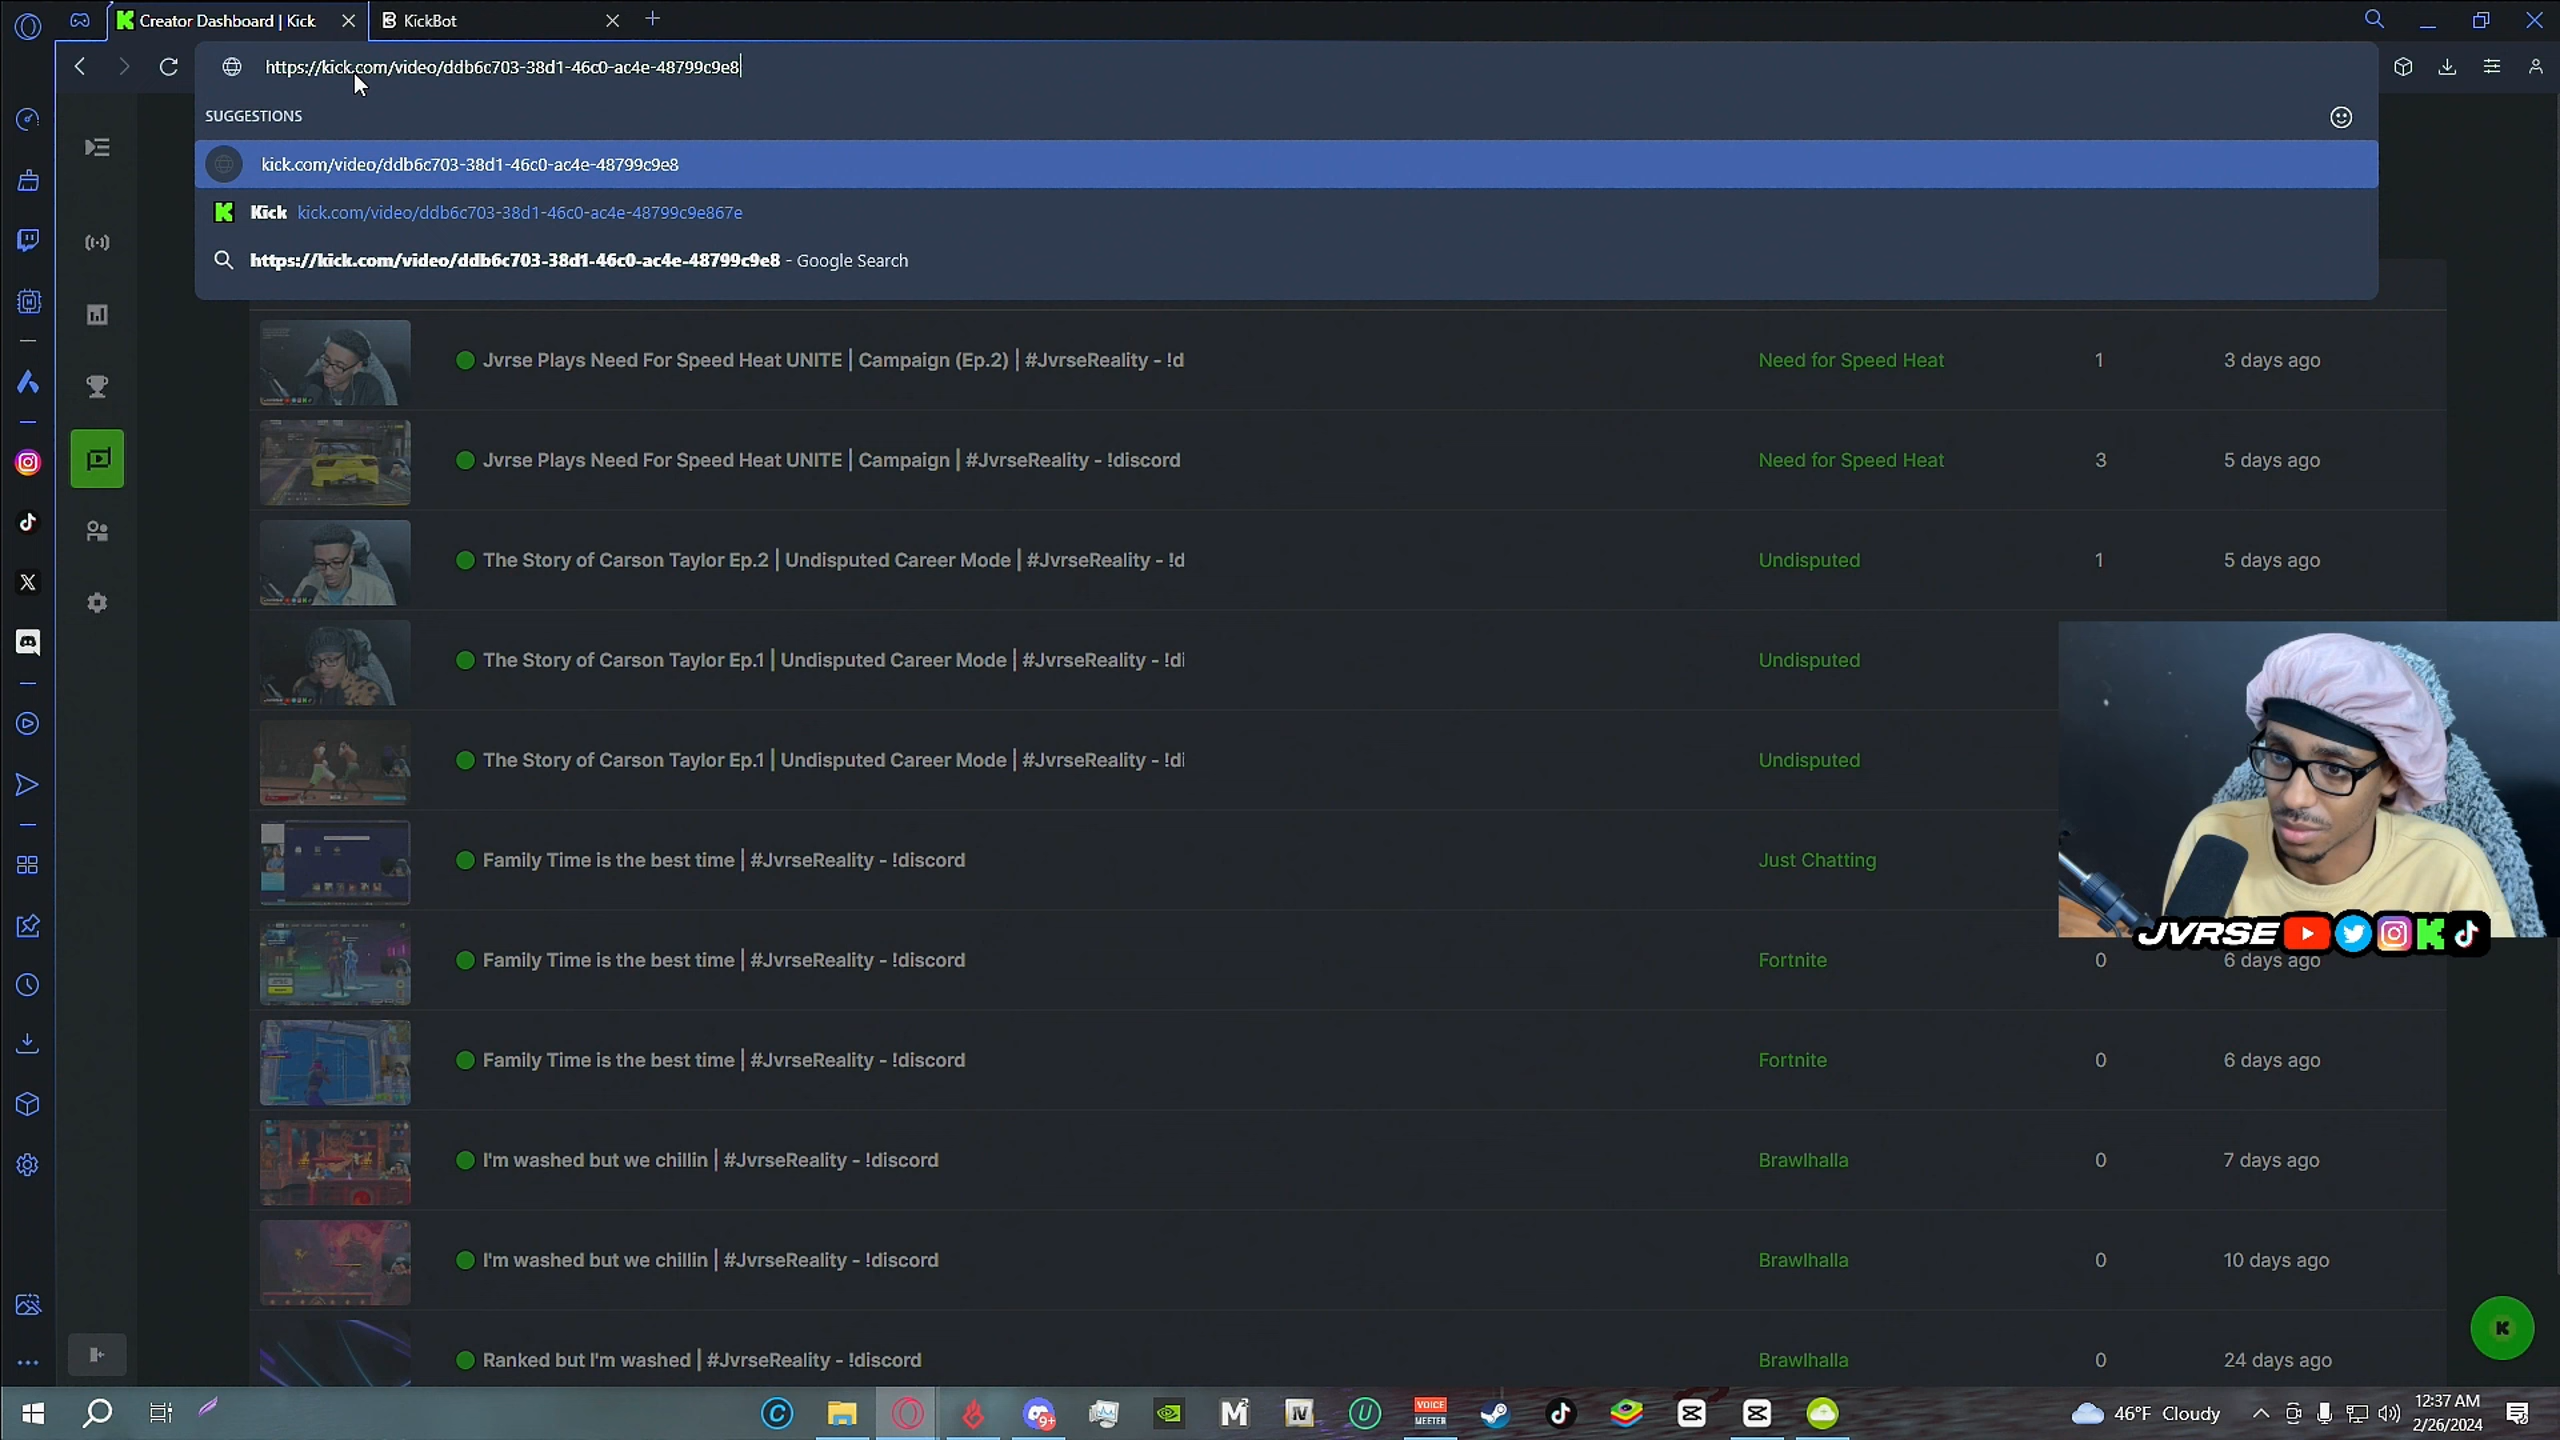 Creator Dashboard | Kick
KickBot
https://kick.com/video/ddb6c703-38d1-46c0-ac4e-48799c9e8
SUGGESTIONS
kick.com/video/ddb6c703-38d1-46c0-ac4e-48799c9e8
Kick kick.com/video/ddb6c703-38d1-46c0-ac4e-48799c9e867e
https://kick.com/video/ddb6c703-38d1-46c0-ac4e-48799c9e8 - Google Search
Jvrse Plays Need For Speed Heat UNITE | Campaign (Ep.2) | #JvrseReality - !d Need for Speed Heat 1 3 days ago
Jvrse Plays Need For Speed Heat UNITE | Campaign | #JvrseReality - !discord Need for Speed Heat 3 5 days ago
The Story of Carson Taylor Ep.2 | Undisputed Career Mode | #JvrseReality - !d Undisputed 1 5 days ago
The Story of Carson Taylor Ep.1 | Undisputed Career Mode | #JvrseReality - !di Undisputed
The Story of Carson Taylor Ep.1 | Undisputed Career Mode | #JvrseReality - !di Undisputed
Family Time is the best time | #JvrseReality - !discord Just Chatting
JVRSE
Family Time is the best time | #JvrseReality - !discord Fortnite 0 6 days ago
Family Time is the best time | #JvrseReality - !discord Fortnite 0 6 days ago
I'm washed but we chillin | #JvrseReality - !discord Brawlhalla 0 7 days ago
I'm washed but we chillin | #JvrseReality - !discord Brawlhalla 0 10 days ago
Ranked but I'm washed | #JvrseReality - !discord Brawlhalla 0 24 days ago
9+
VOICE
MEETER
46°F Cloudy
12:37 AM
2/26/2024